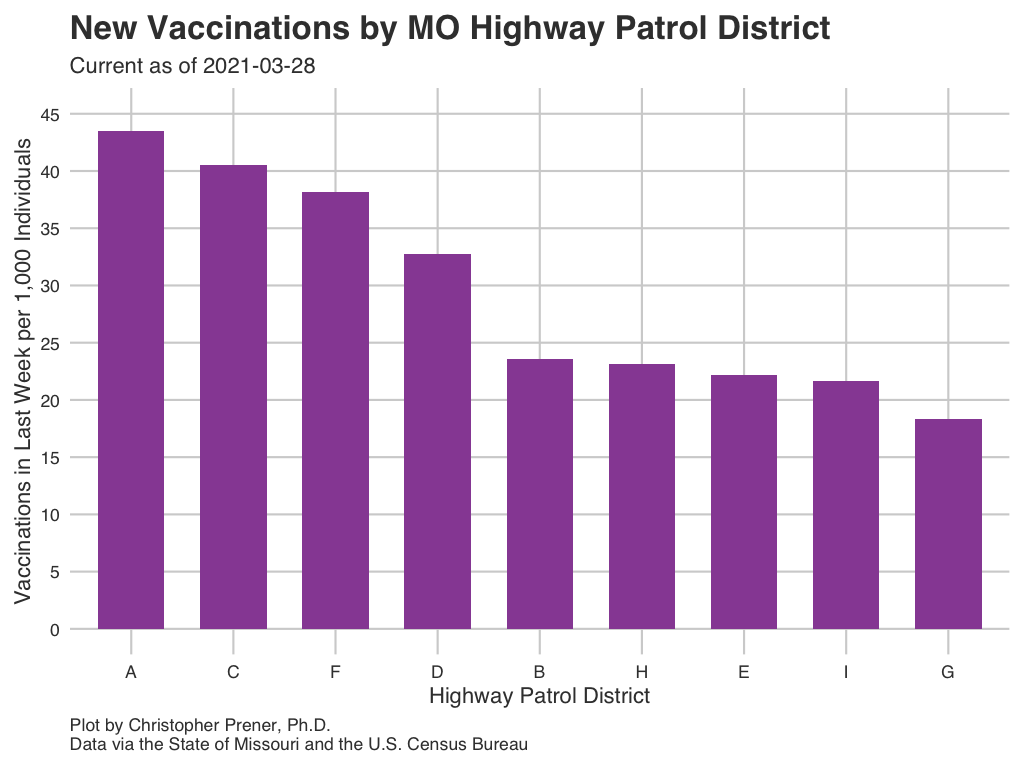 New Vaccinations by MO Highway Patrol District
Current as of 2021-03-28
Vaccinations in Last Week per 1,000 Individuals
45
40
35
30
25
20
15
10
5
0
A C F D B H E I G
Highway Patrol District
Plot by Christopher Prener, Ph.D.
Data via the State of Missouri and the U.S. Census Bureau